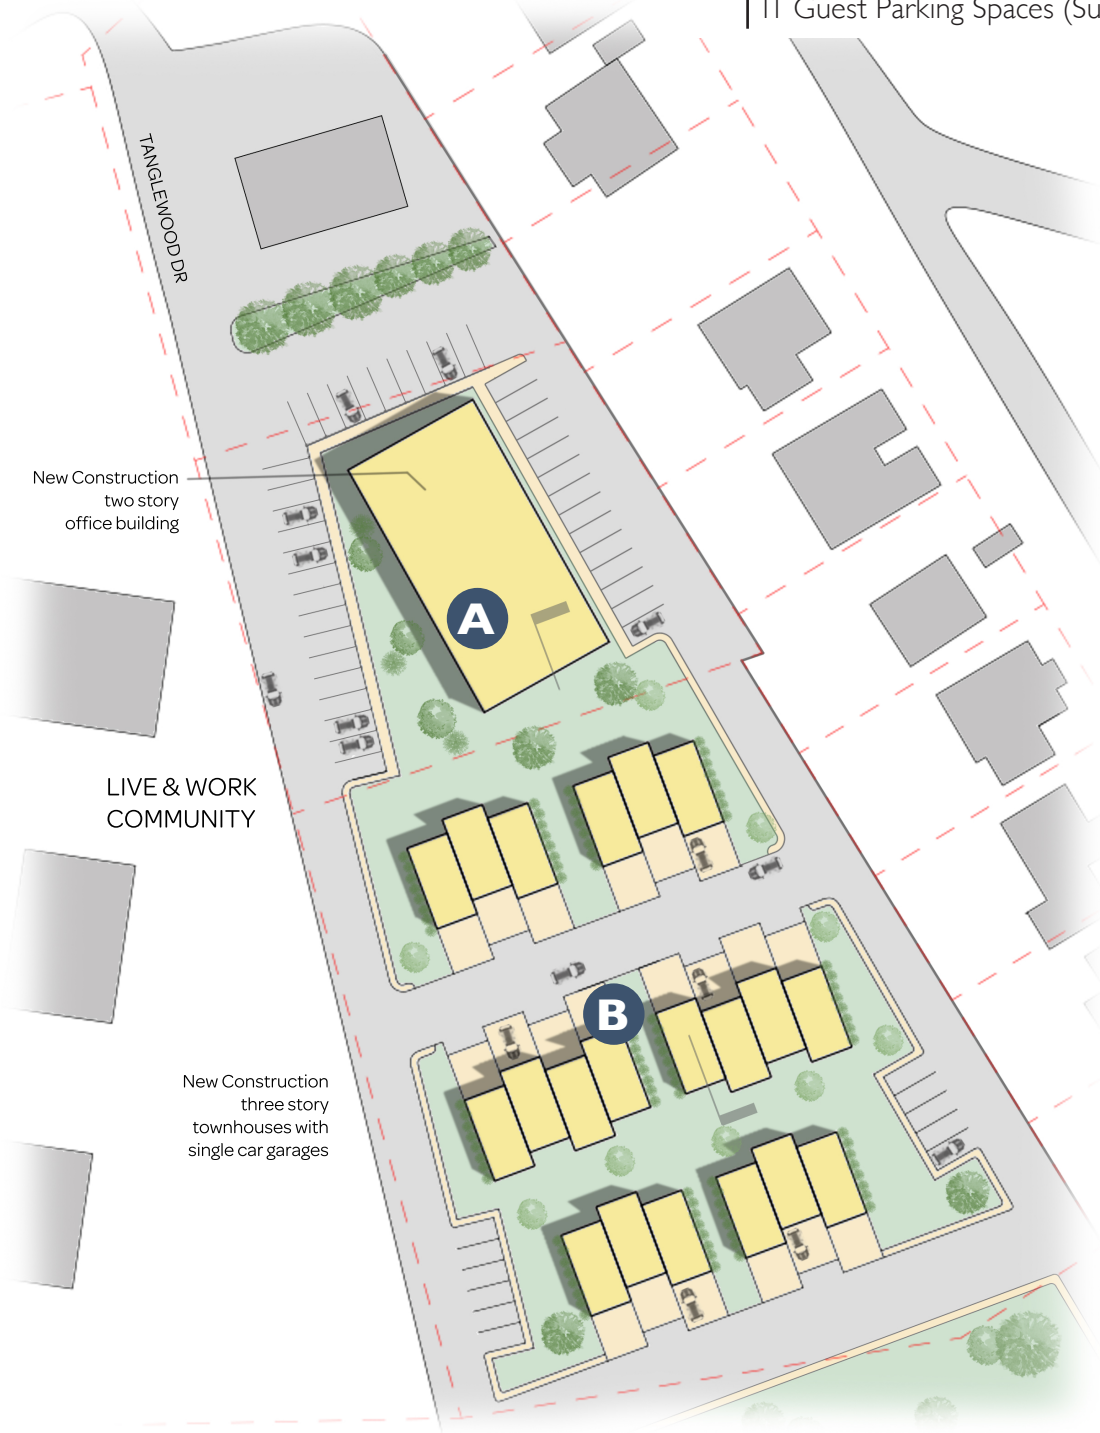 11 Guest Parking Spaces (Su
TANGLEWOOD DR
New Construction
two story
office building
A
LIVE & WORK
COMMUNITY
B
New Construction
three story
townhouses with
single car garages